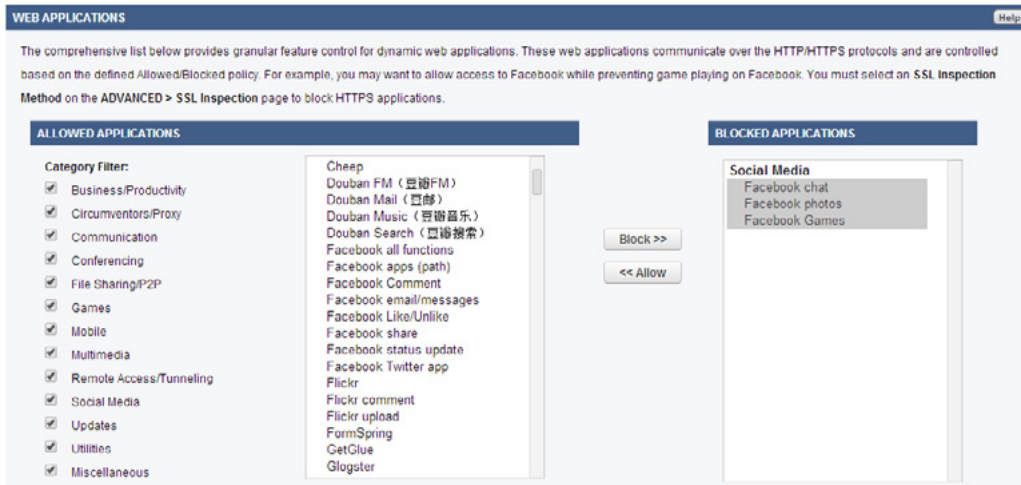 WEB APPLICATIONS
Help
The comprehensive list below provides granular feature control for dynamic web applications. These web applications communicate over the HTTP/HTTPS protocols and are controlled
based on the defined Allowed/Blocked policy. For example, you may want to allow access to Facebook while preventing game playing on Facebook. You must select an SSL Inspection
Method on the ADVANCED > SSL Inspection page to block HTTPS applications.
ALLOWED APPLICATIONS
Category Filter:
Business/Productivity
Circumventors/Proxy
Communication
Conferencing
File Sharing/P2P
Games
Mobile
Multimedia
Remote Access/Tunneling
Social Media
Updates
Utilities
Miscellaneous
Cheep
Douban FM (豆瓣FM)
Douban Mail (豆邮)
Douban Music (豆瓣音乐)
Douban Search (豆瓣搜索)
Facebook all functions
Facebook apps (path)
Facebook Comment
Facebook email/messages
Facebook Like/Unlike
Facebook share
Facebook status update
Facebook Twitter app
Flickr
Flickr comment
Flickr upload
FormSpring
GetGlue
Glogster
Block >>
<< Allow
BLOCKED APPLICATIONS
Social Media
Facebook chat
Facebook photos
Facebook Games